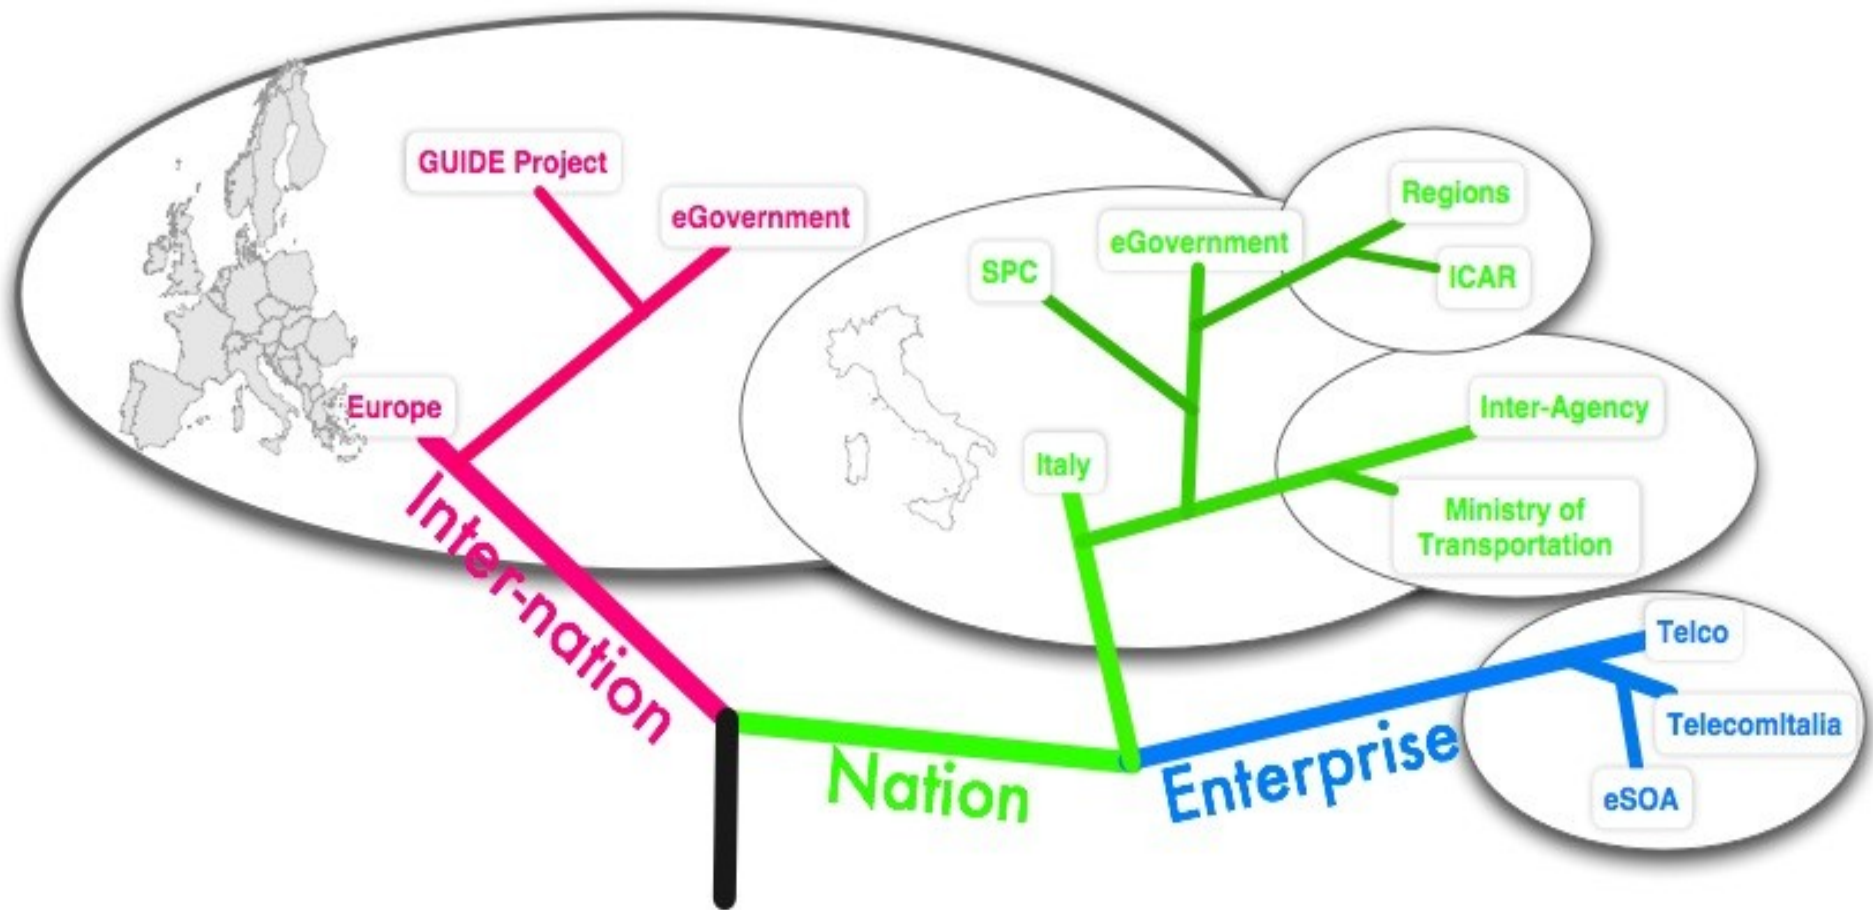 GUIDE Project
eGovernment
Europe
Inter-nation
Regions
eGovernment
SPC
ICAR
Italy
Inter-Agency
Ministry of
Transportation
Nation
Enterprise
Telco
TelecomItalia
eSOA